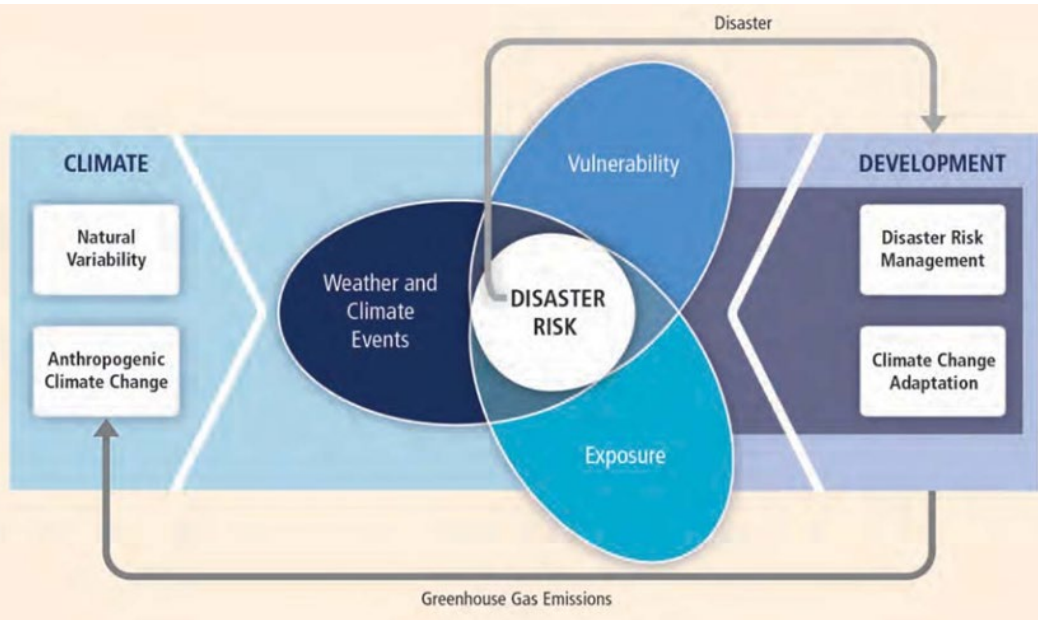 Disaster
CLIMATE
Natural
Variability
Anthropogenic
Climate Change
Vulnerability
Weather and
Climate
Events
DISASTER
RISK
Exposure
DEVELOPMENT
Disaster Risk
Management
Climate Change
Adaptation
Greenhouse Gas Emissions